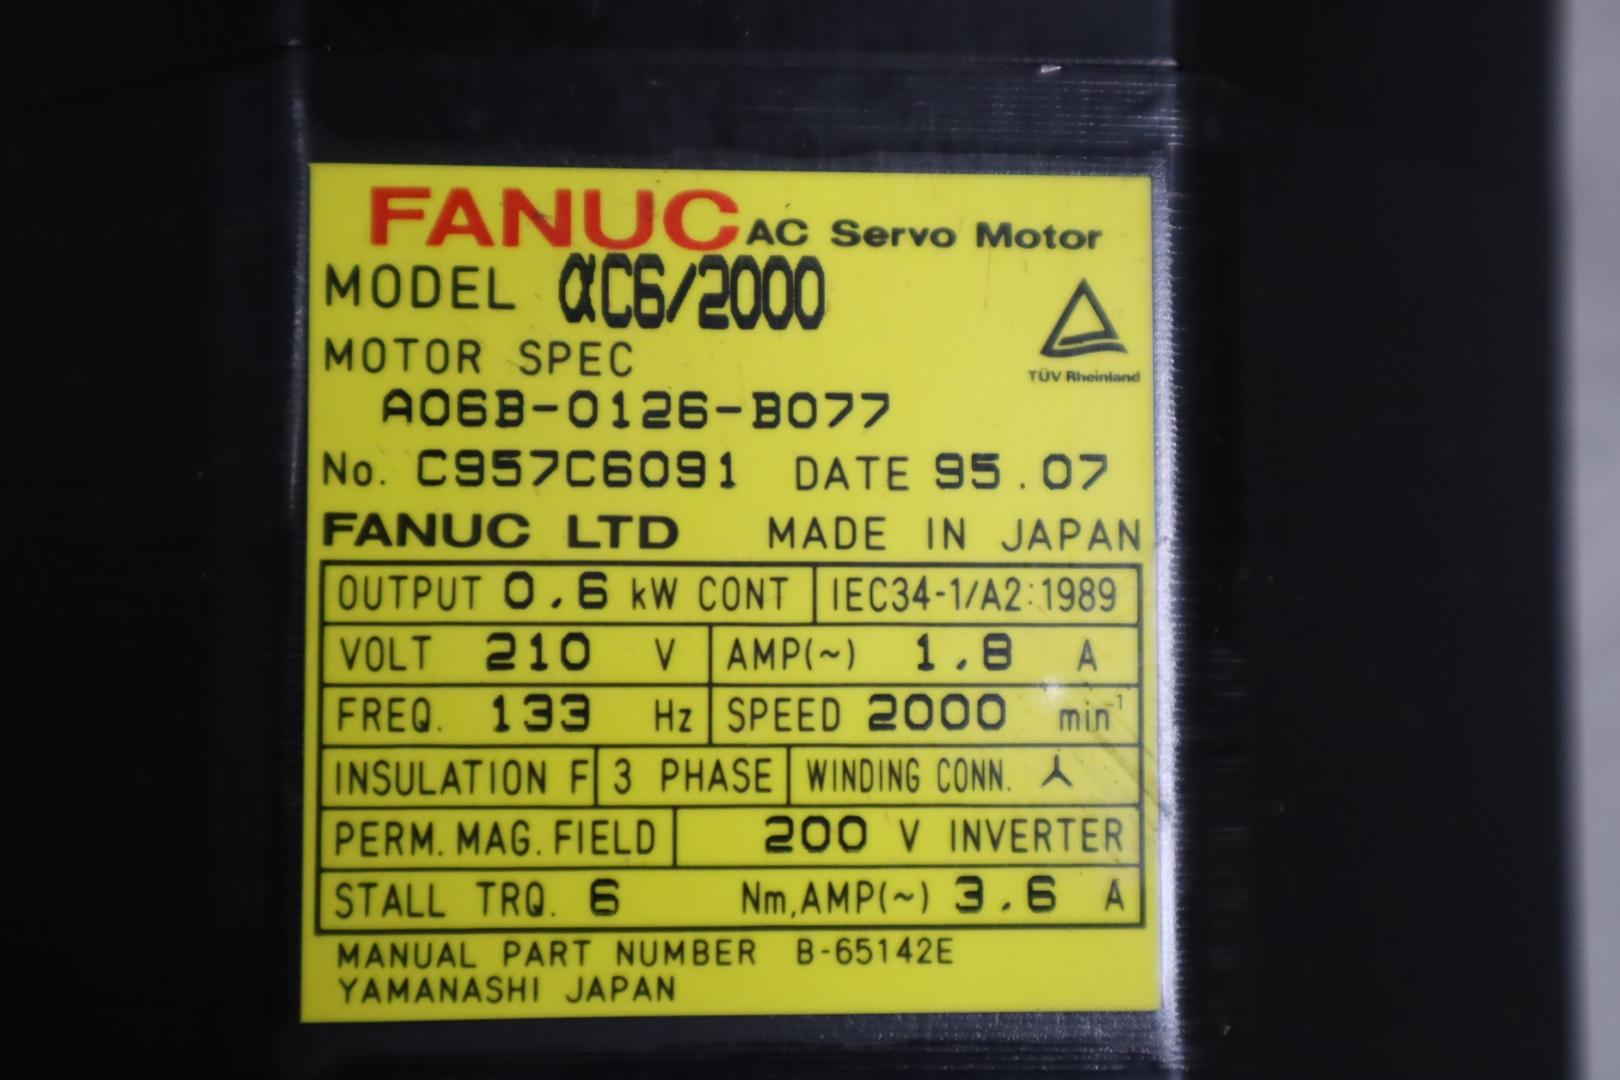 FANUC AC Servo Motor
MODEL αC6/2000
TÜV Rheinland
MOTOR SPEC
A06B-0126-B077
No. C957C6091 DATE 95.07
FANUC LTD MADE IN JAPAN
OUTPUT 0.6 kW CONT IEC34-1/A2:1989
VOLT 210 V AMP(~) 1.8 A
FREQ. 133 Hz SPEED 2000 min⁻¹
INSULATION F 3 PHASE WINDING CONN.
PERM. MAG. FIELD 200 V INVERTER
STALL TRQ. 6 Nm, AMP(~) 3.6 A
MANUAL PART NUMBER B-65142E
YAMANASHI JAPAN